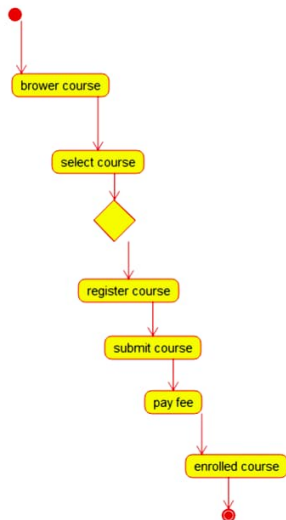 brower course
select course
register course
submit course
pay fee
enrolled course